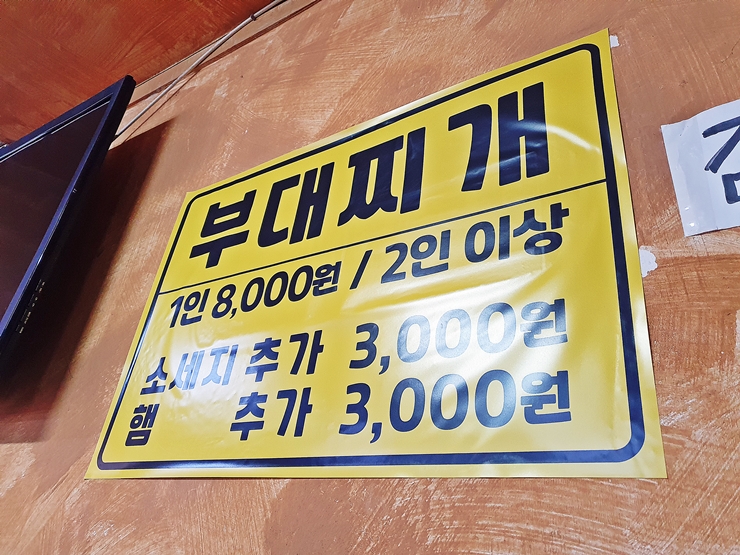 부대찌개
1인 8,000원 / 2인 이상
소세지 추가 3,000원
햄 추가 3,000원